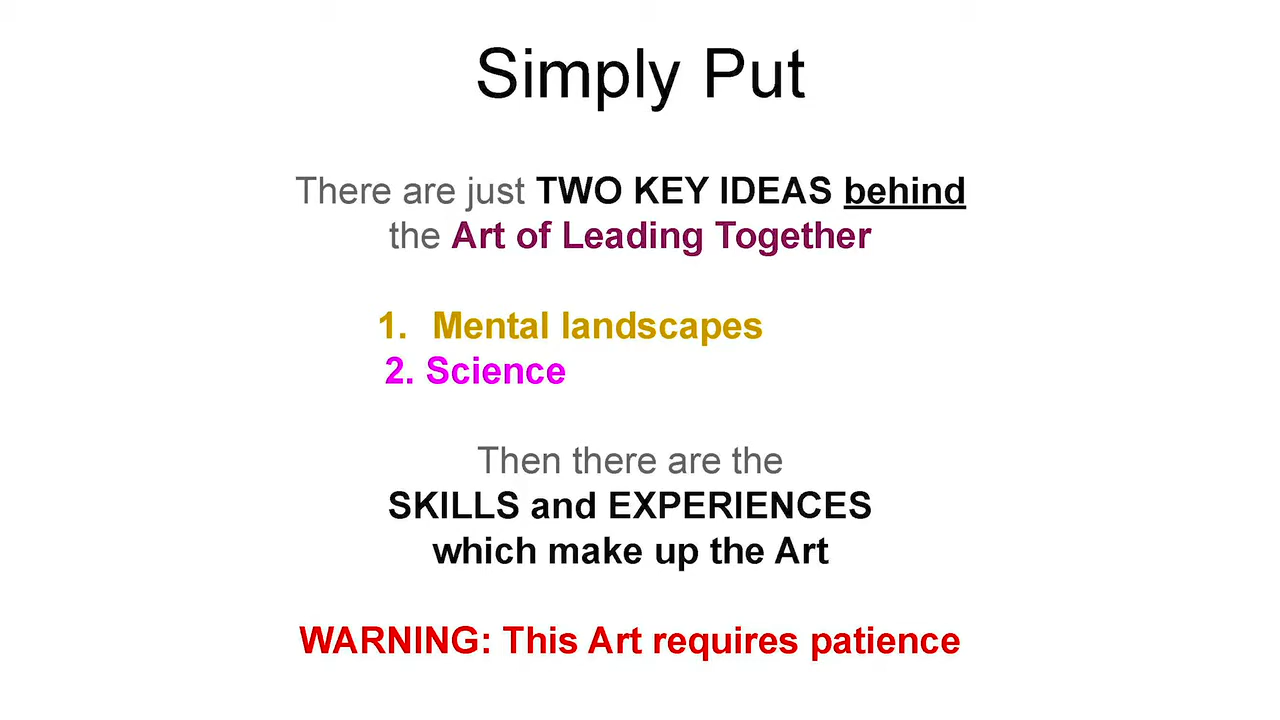 Simply Put
There are just TWO KEY IDEAS behind
the Art of Leading Together
1. Mental landscapes
2. Science
Then there are the
SKILLS and EXPERIENCES
which make up the Art
WARNING: This Art requires patience